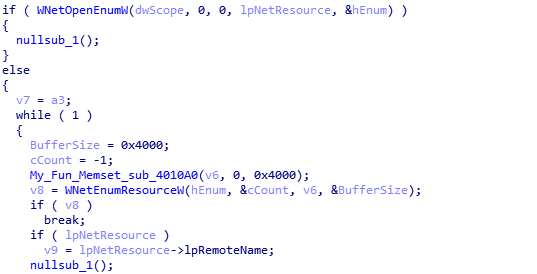 if ( WNetOpenEnumW(dwScope, 0, 0, lpNetResource, &hEnum) )
{
nullsub_1();
}
else
{
v7 = a3;
while ( 1 )
{
BufferSize = 0x4000;
cCount = -1;
My_Fun_Memset_sub_4010A0(v6, 0, 0x4000);
v8 = WNetEnumResourceW(hEnum, &cCount, v6, &BufferSize);
if ( v8 )
break;
if ( lpNetResource )
v9 = lpNetResource->lpRemoteName;
nullsub_1();